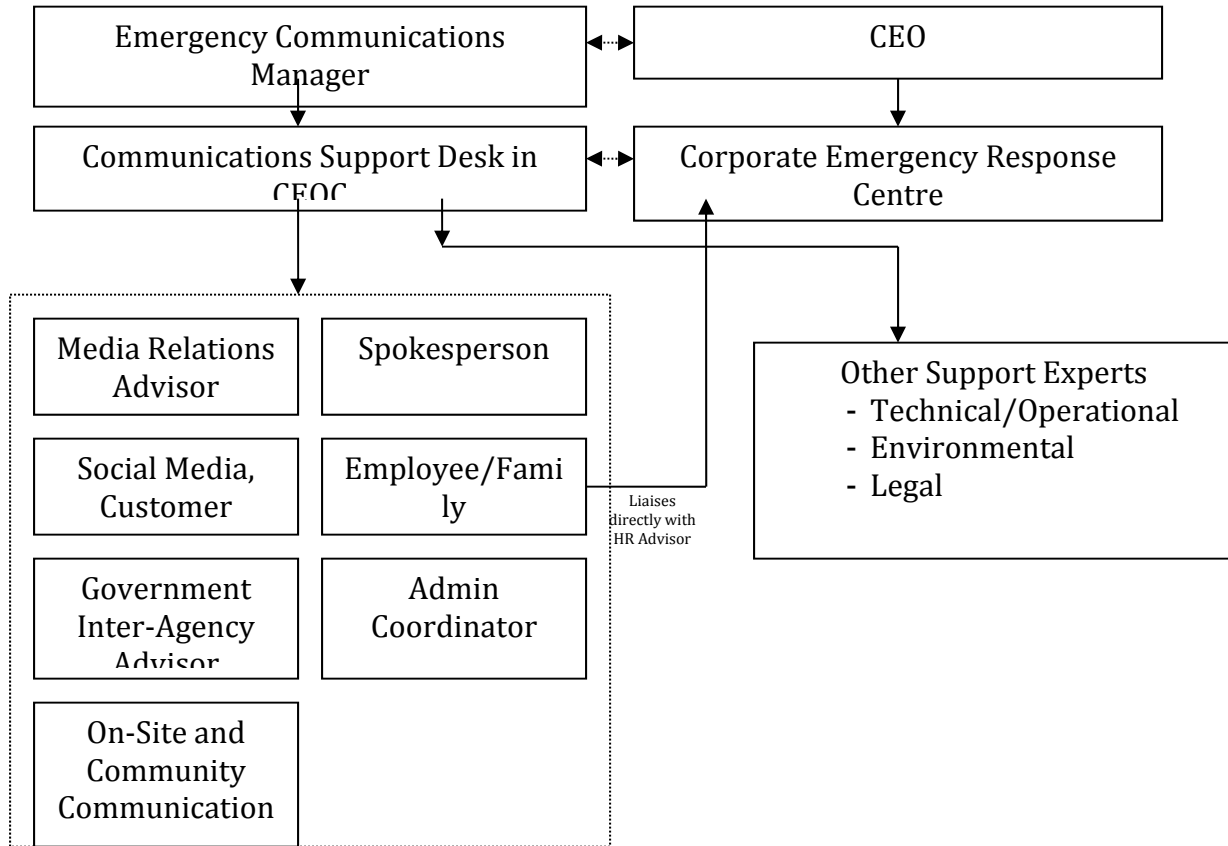 Emergency Communications
Manager
CEO
Communications Support Desk in
CEOC
Corporate Emergency Response
Centre
Media Relations
Advisor
Spokesperson
Other Support Experts
- Technical/Operational
- Environmental
- Legal
Social Media,
Customer
Employee/Fami
ly
Liaises
directly with
HR Advisor
Government
Inter-Agency
Advisor
Admin
Coordinator
On-Site and
Community
Communication